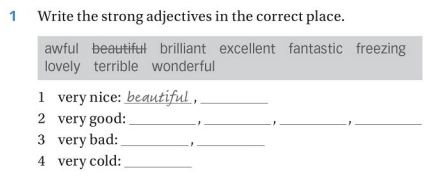 1 Write the strong adjectives in the correct place.
awful beautiful brilliant excellent fantastic freezing
lovely terrible wonderful
1 very nice: beautiful, ________
2 very good: ________, ________, ________, ________
3 very bad: ________, ________
4 very cold: ________